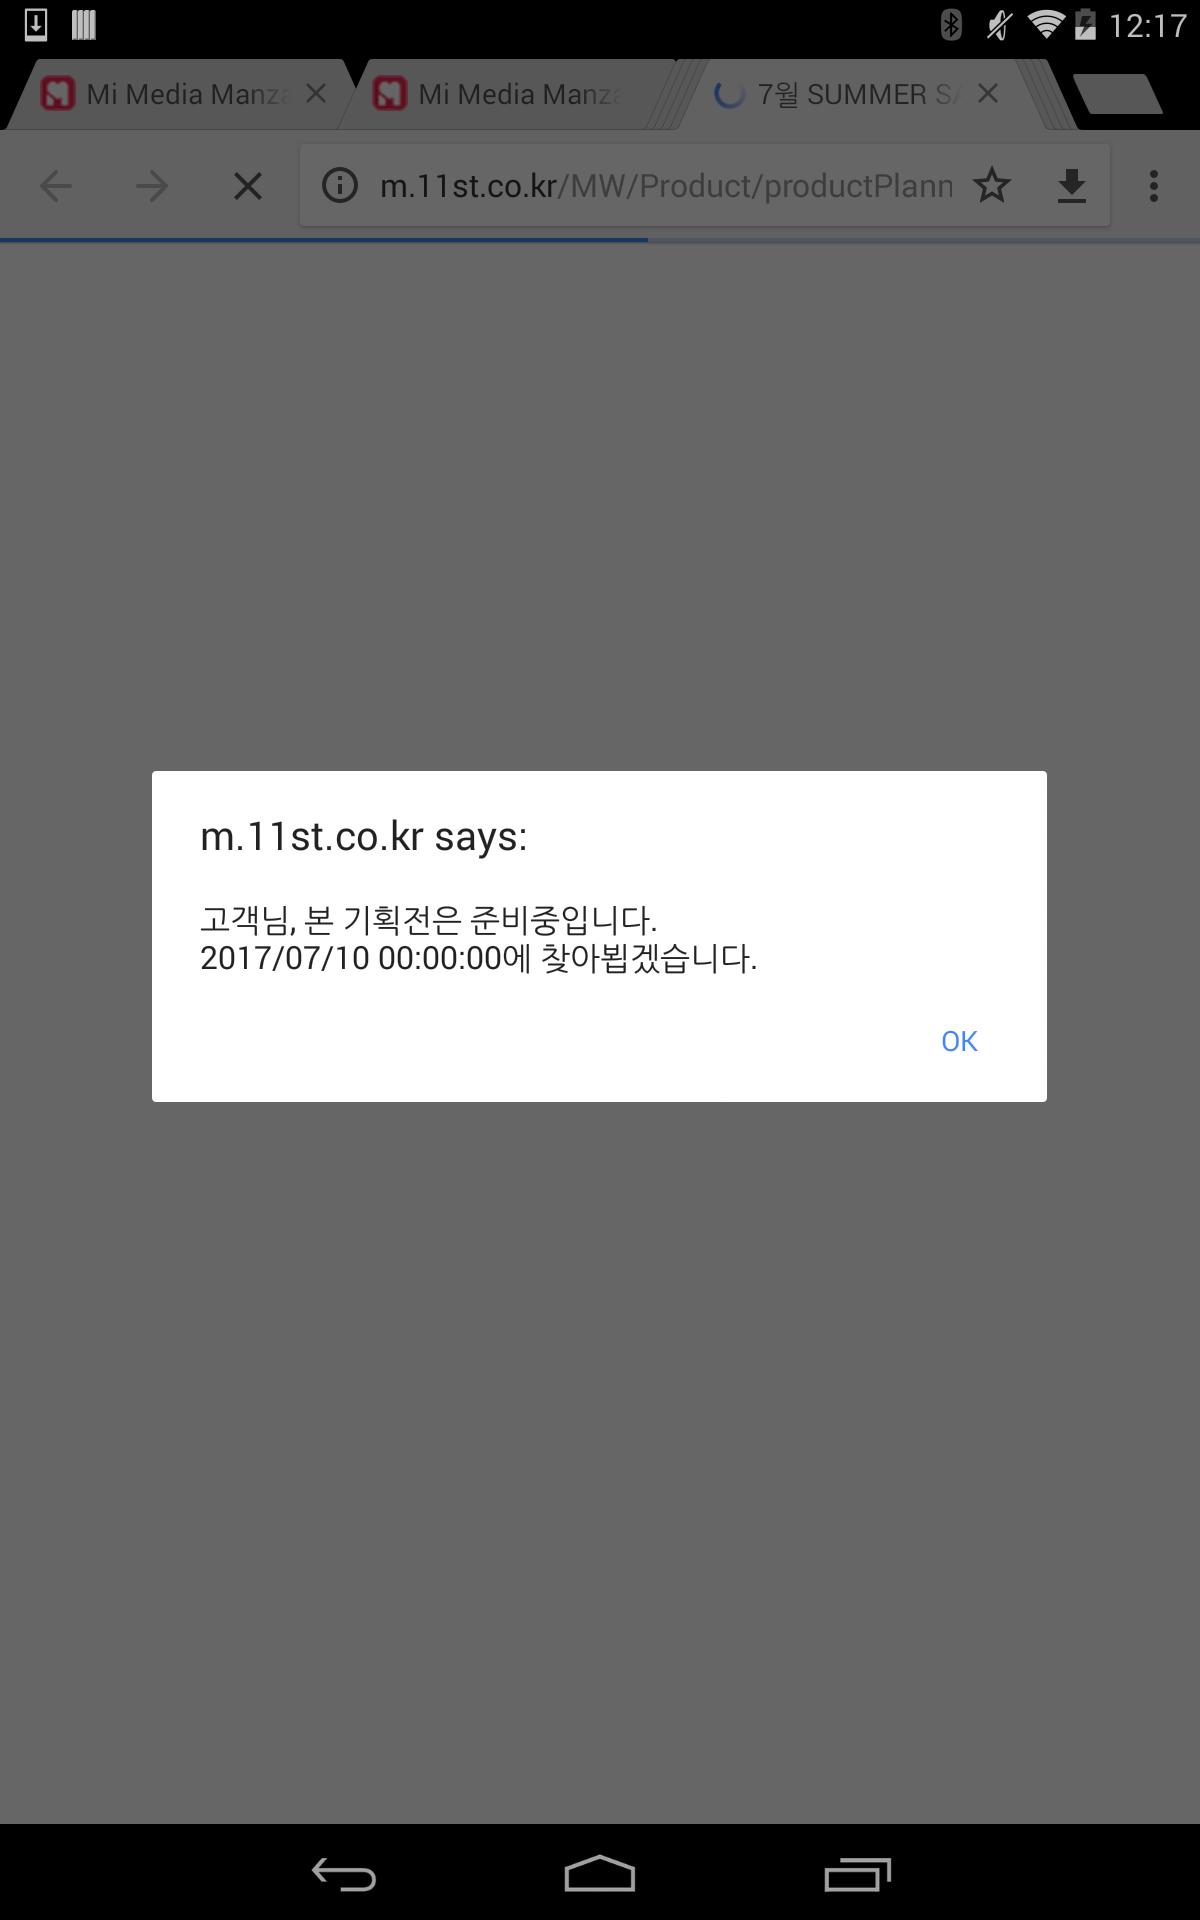 12:17
Mi Media Manza
Mi Media Manza
7월 SUMMER SA
m.11st.co.kr/MW/Product/productPlann
m.11st.co.kr says:
고객님, 본 기획전은 준비중입니다.
2017/07/10 00:00:00에 찾아뵙겠습니다.
OK